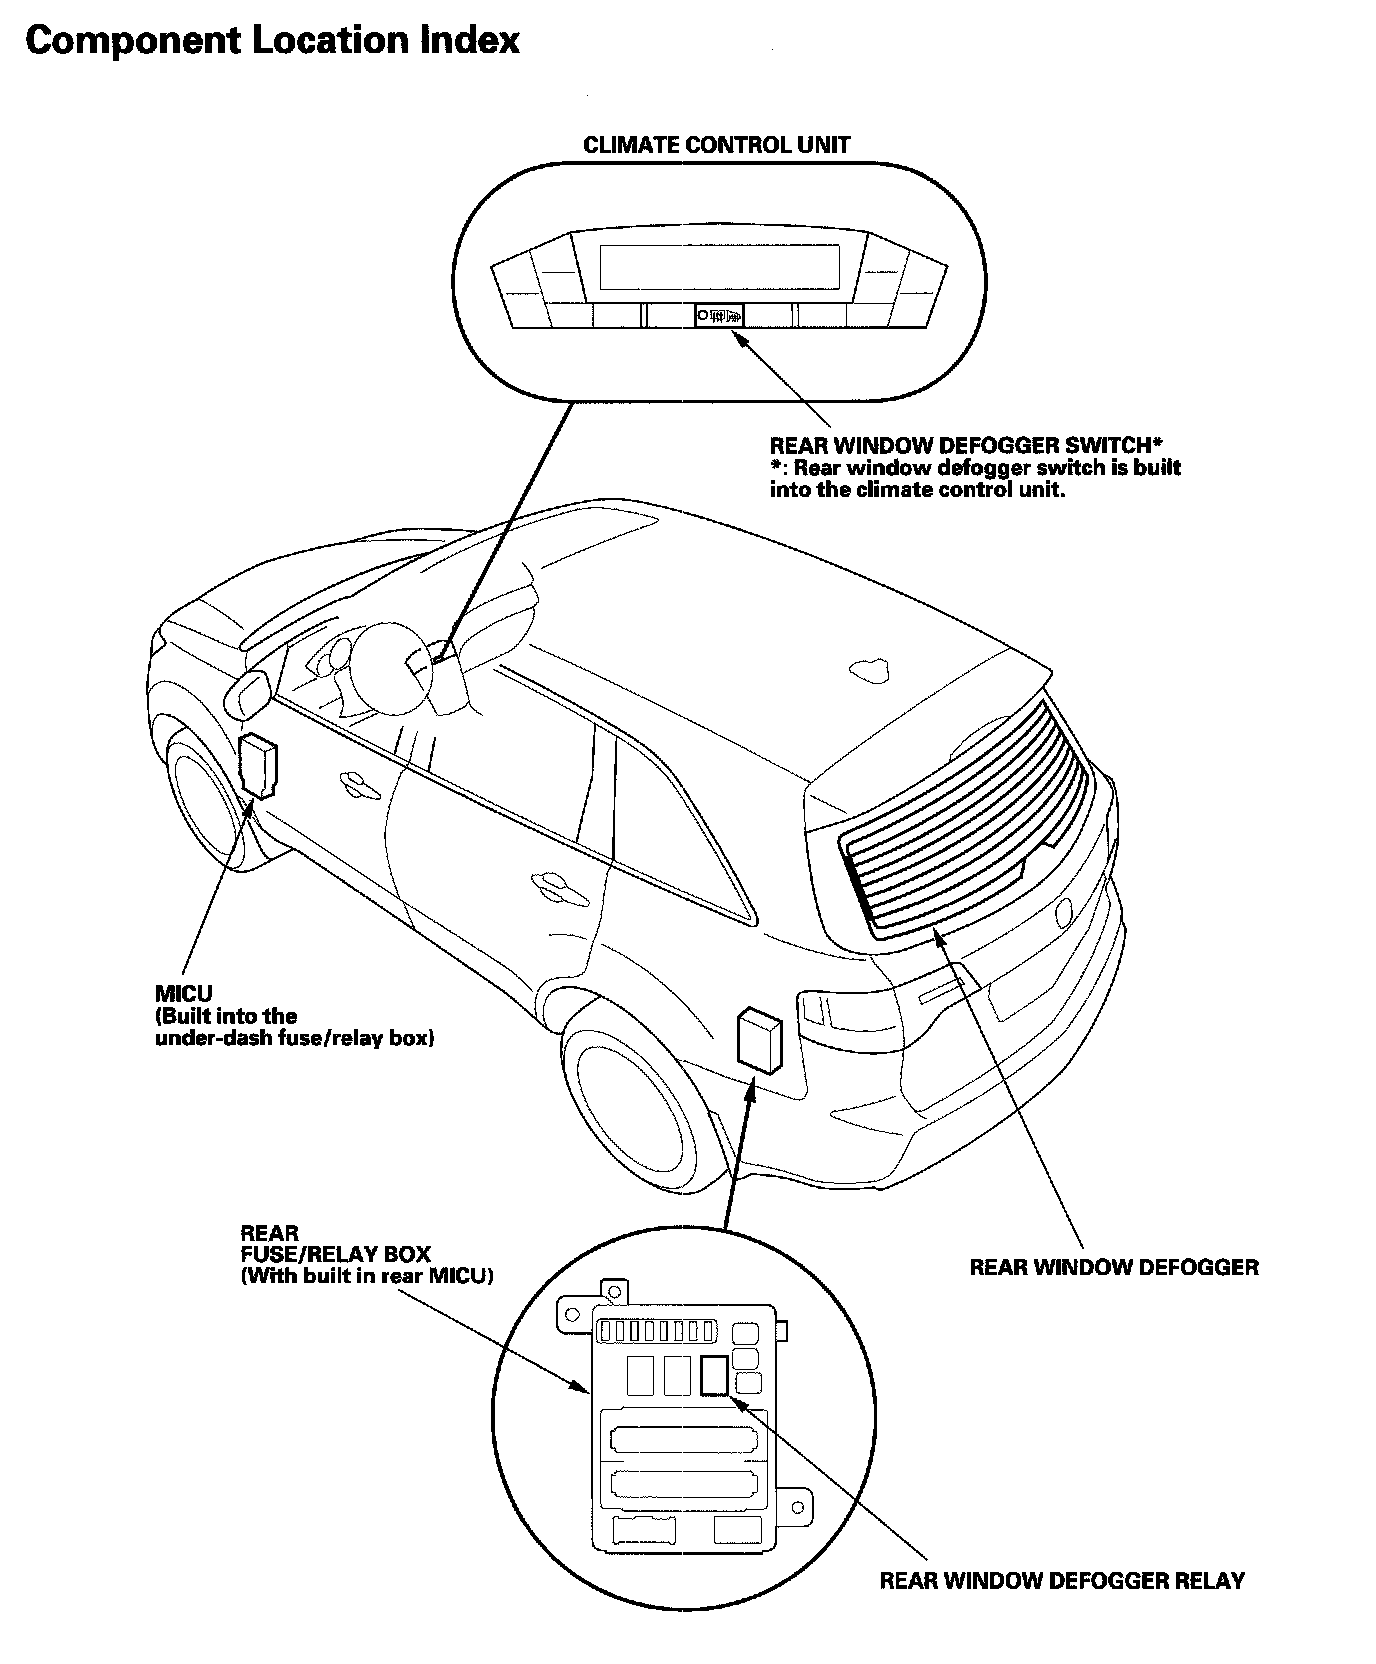 Component Location Index
CLIMATE CONTROL UNIT
REAR WINDOW DEFOGGER SWITCH*
*: Rear window defogger switch is built
into the climate control unit.
MICU
(Built into the
under-dash fuse/relay box)
REAR
FUSE/RELAY BOX
(With built in rear MICU)
REAR WINDOW DEFOGGER
REAR WINDOW DEFOGGER RELAY